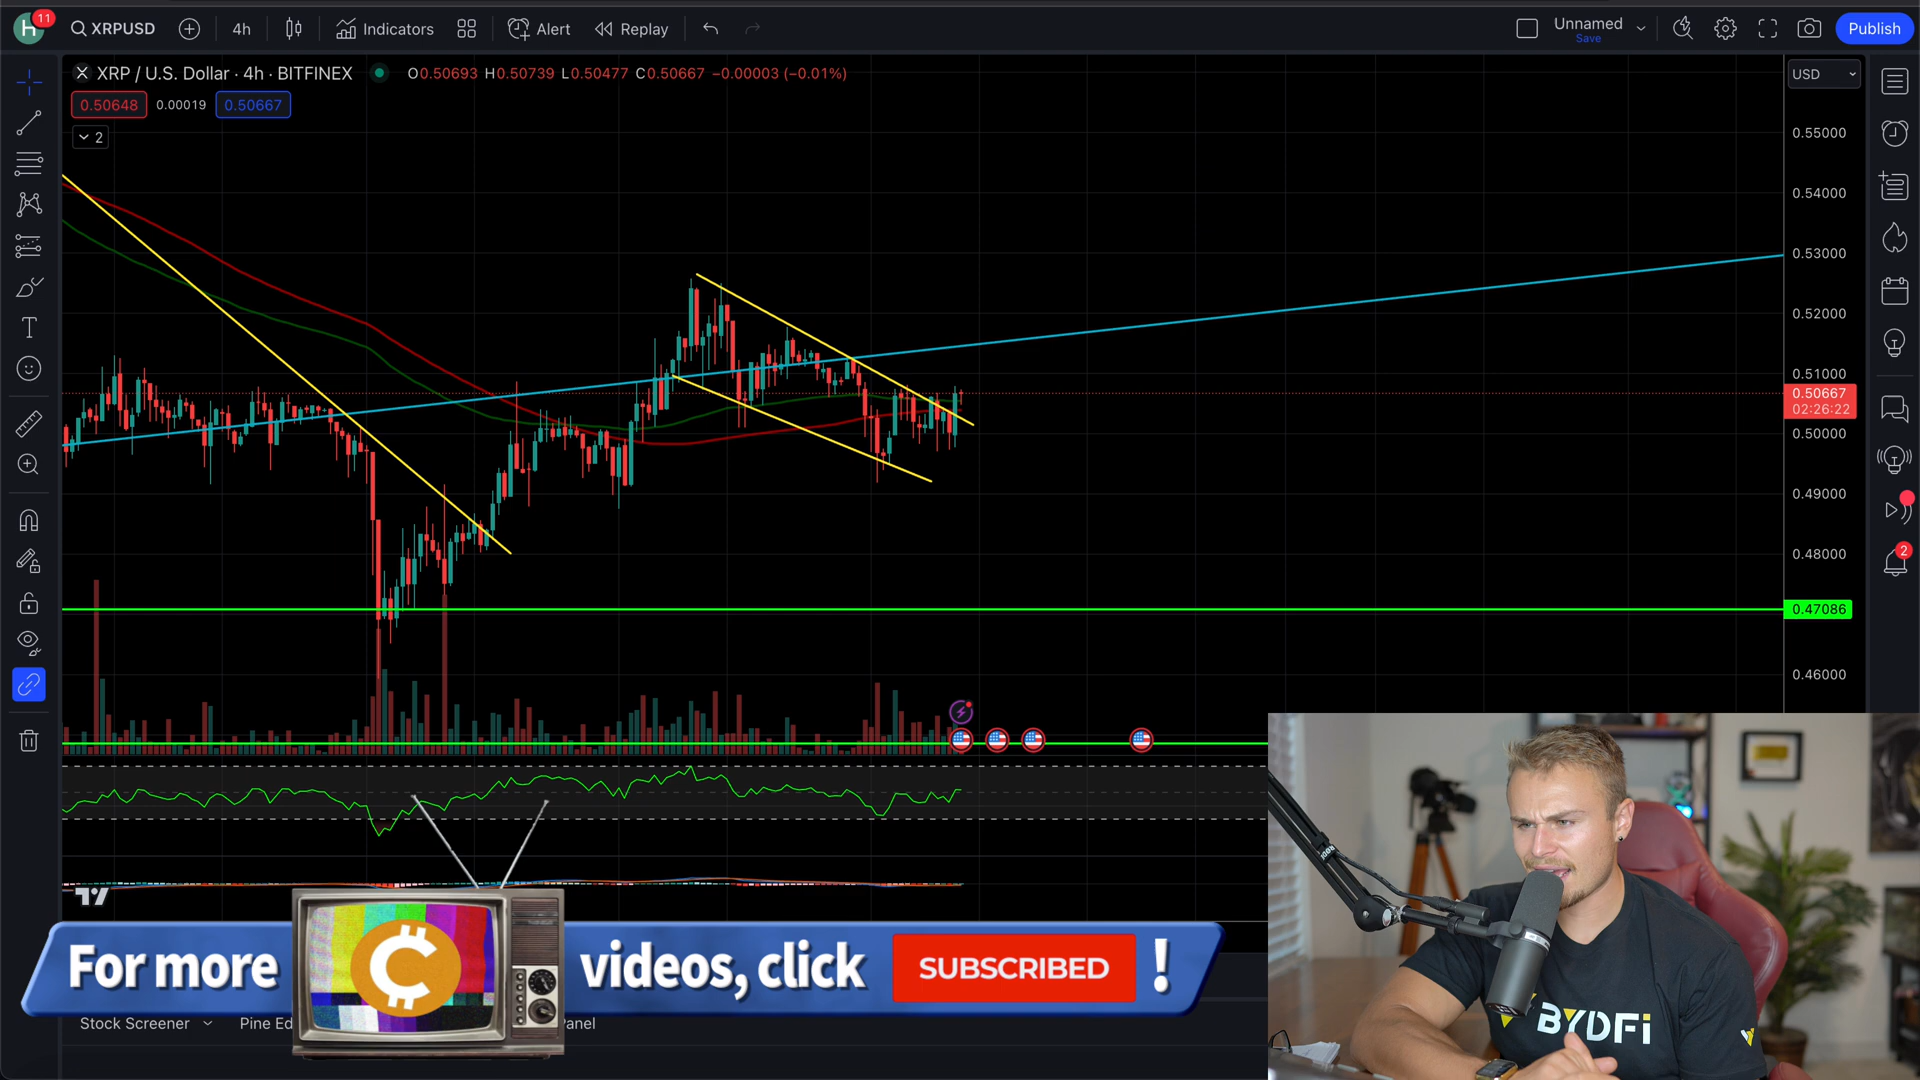 H 11 XRPUSD 4h Indicators Alert Replay Unnamed Save Publish
XRP / U.S. Dollar · 4h · BITFINEX O0.50693 H0.50739 L0.50477 C0.50667 −0.00003 (−0.01%)
USD
0.50648 0.00019 0.50667
2
0.55000
0.54000
0.53000
0.52000
0.51000
0.50667
02:26:22
0.50000
0.49000
2
0.48000
0.47086
0.46000
For more C videos, click SUBSCRIBED !
Stock Screener Pine Ed anel
RØDE
BYDFi